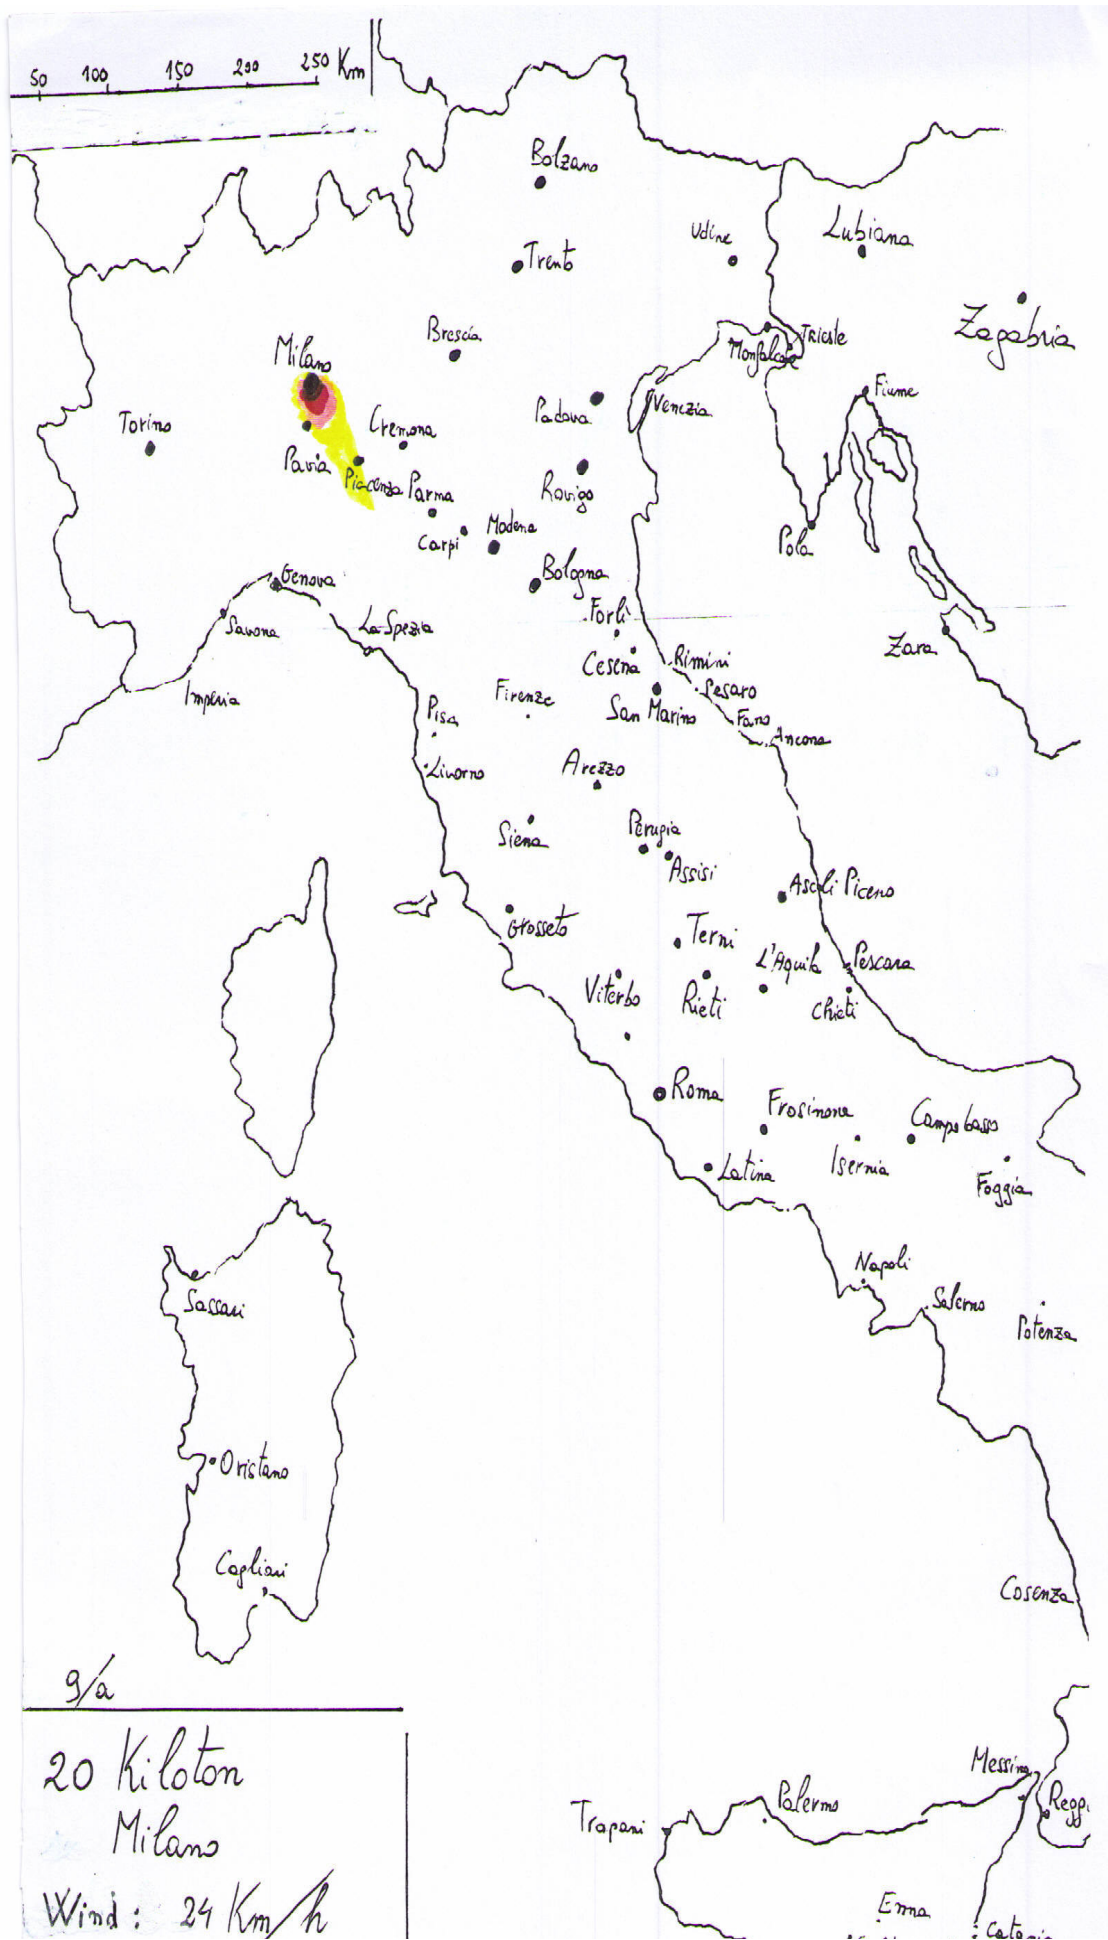 50 100 150 200 250 Km
Bolzano
Udine
Lubiana
Trento
Zagabria
Brescia
Trieste
Milano
Monfalcone
Fiume
Venezia
Padova
Torino
Cremona
Pavia
Piacenza
Parma
Rovigo
Modena
Carpi
Pola
Bologna
Genova
Forlì
Savona
La Spezia
Zara
Cesena
Rimini
Pesaro
Imperia
Firenze
San Marino
Pisa
Fano
Ancona
Livorno
Arezzo
Siena
Perugia
Assisi
Ascoli Piceno
Grosseto
Terni
L'Aquila
Pescara
Viterbo
Rieti
Chieti
Roma
Frosinone
Campobasso
Isernia
Latina
Foggia
Napoli
Sassari
Salerno
Potenza
Oristano
Cagliari
Cosenza
9/a
20 Kiloton
Milano
Wind: 24 Km/h
Messina
Palermo
Reggi
Trapani
Enna
Catania